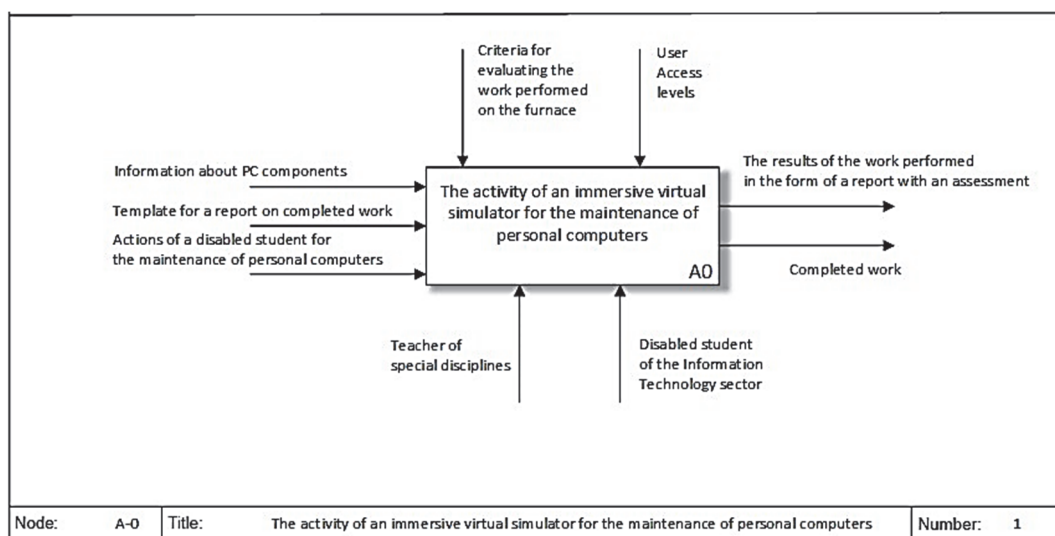 Criteria for
evaluating the
work performed
on the furnace
User
Access
levels
Information about PC components
Template for a report on completed work
Actions of a disabled student for
the maintenance of personal computers
The activity of an immersive virtual
simulator for the maintenance of
personal computers
A0
The results of the work performed
in the form of a report with an assessment
Completed work
Teacher of
special disciplines
Disabled student
of the Information
Technology sector
Node: A-0 Title: The activity of an immersive virtual simulator for the maintenance of personal computers Number: 1